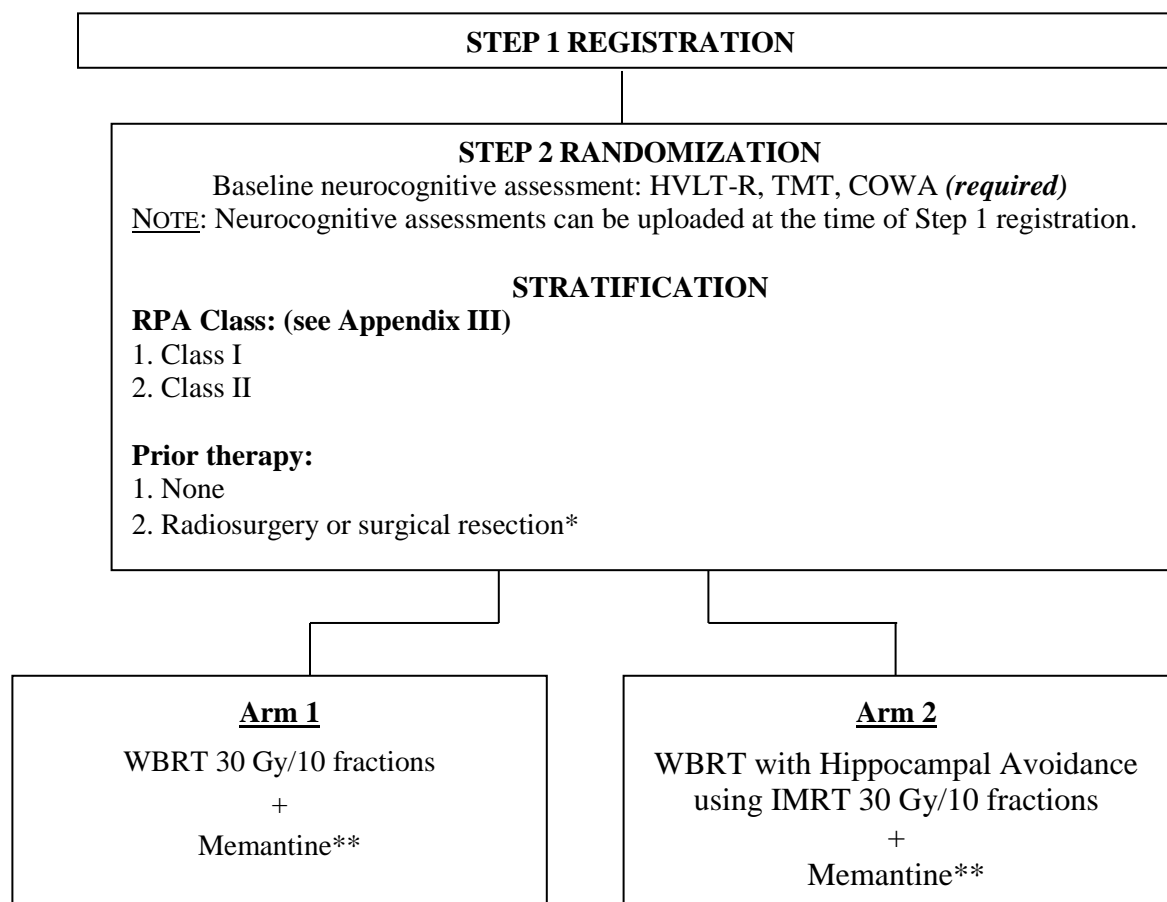 STEP 1 REGISTRATION
STEP 2 RANDOMIZATION
Baseline neurocognitive assessment: HVLT-R, TMT, COWA (required)
NOTE: Neurocognitive assessments can be uploaded at the time of Step 1 registration.
STRATIFICATION
RPA Class: (see Appendix III)
1. Class I
2. Class II
Prior therapy:
1. None
2. Radiosurgery or surgical resection*
Arm 1
WBRT 30 Gy/10 fractions
+
Memantine**
Arm 2
WBRT with Hippocampal Avoidance
using IMRT 30 Gy/10 fractions
+
Memantine**